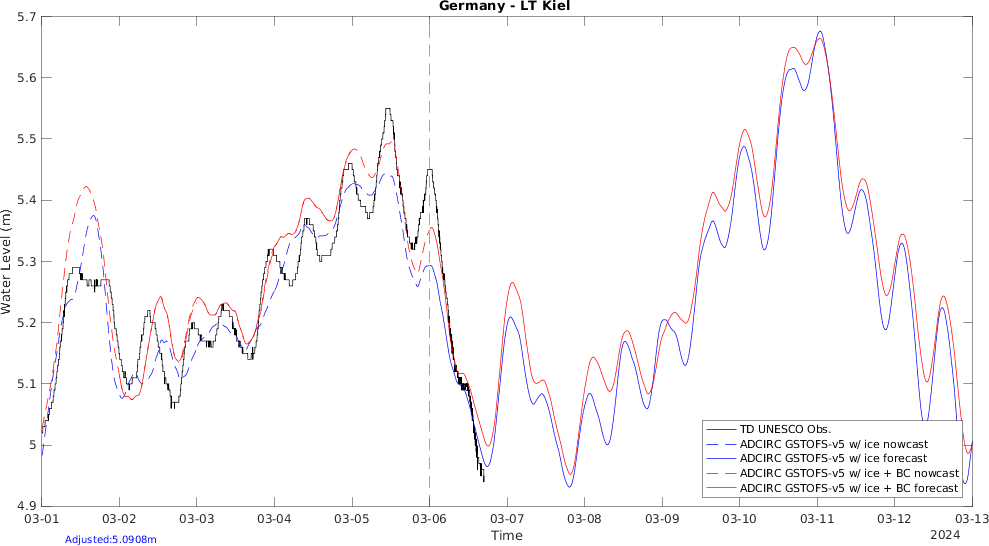 Germany - LT Kiel
5.7
5.6
5.5
5.4
5.3
5.2
5.1
5
4.9
Water Level (m)
TD UNESCO Obs.
ADCIRC GSTOFS-v5 w/ ice nowcast
ADCIRC GSTOFS-v5 w/ ice forecast
ADCIRC GSTOFS-v5 w/ ice + BC nowcast
ADCIRC GSTOFS-v5 w/ ice + BC forecast
03-01 03-02 03-03 03-04 03-05 03-06 03-07 03-08 03-09 03-10 03-11 03-12 03-13
Time
2024
Adjusted:5.0908m